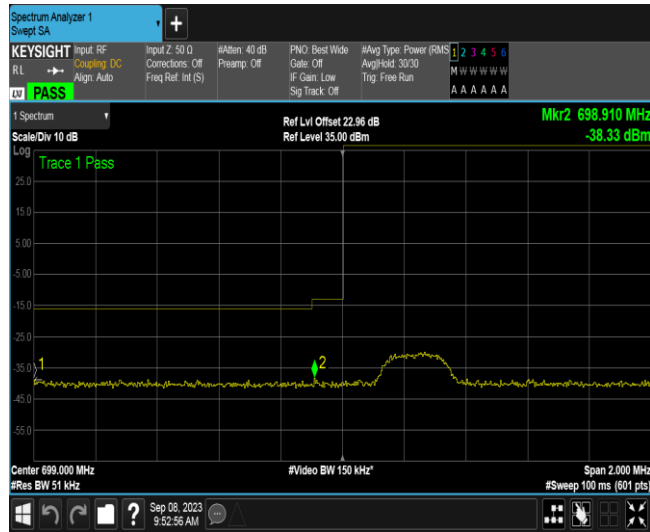 Spectrum Analyzer 1
Swept SA
KEYSIGHT
RL
LXI
PASS
Input: RF
Coupling: DC
Align: Auto
Input Z: 50 Ω
Corrections: Off
Freq Ref: Int (S)
#Atten: 40 dB
Preamp: Off
PNO: Best Wide
Gate: Off
IF Gain: Low
Sig Track: Off
#Avg Type: Power (RMS
Avg|Hold: 30/30
Trig: Free Run
1 2 3 4 5 6
M W W W W W
A A A A A A
1 Spectrum
Scale/Div 10 dB
Ref Lvl Offset 22.96 dB
Ref Level 35.00 dBm
Mkr2 698.910 MHz
-38.33 dBm
Log
Trace 1 Pass
25.0
15.0
5.00
-5.00
-15.0
-25.0
-35.0
1
2
-45.0
-55.0
Center 699.000 MHz
#Res BW 51 kHz
#Video BW 150 kHz*
Span 2.000 MHz
#Sweep 100 ms (601 pts)
?
Sep 08, 2023
9:52:56 AM